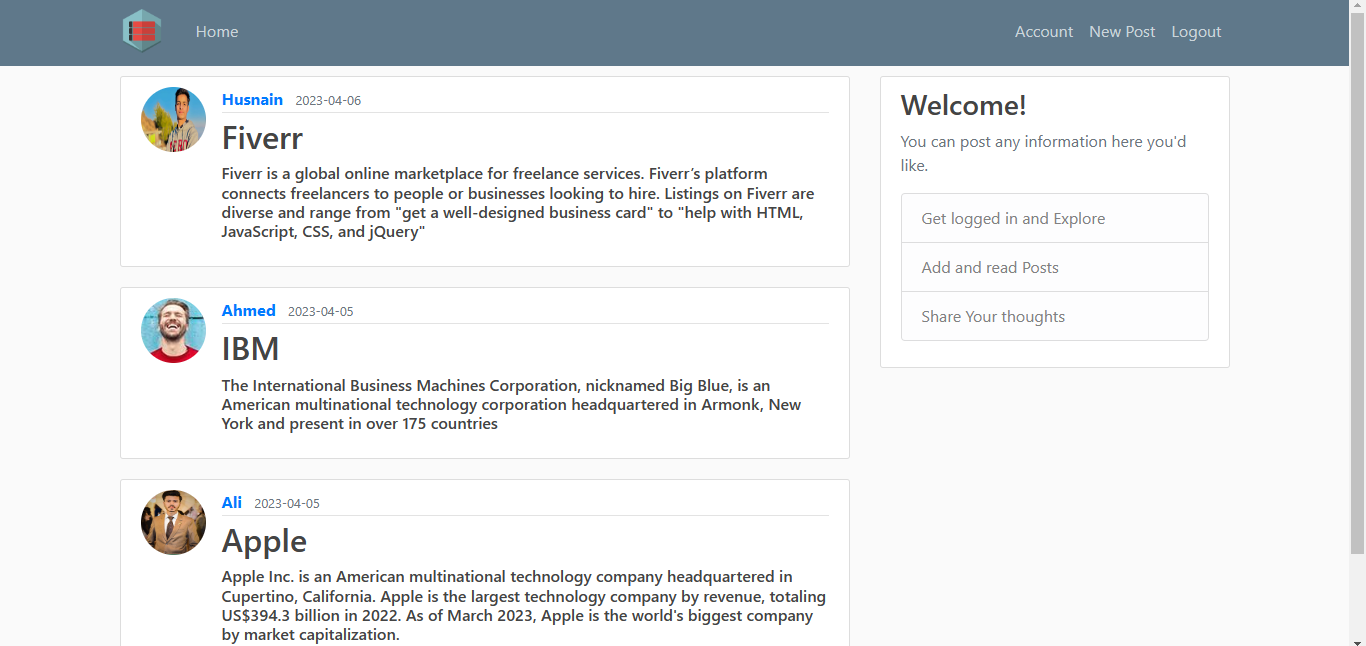 Home
Account New Post Logout
Husnain 2023-04-06
Fiverr
Fiverr is a global online marketplace for freelance services. Fiverr’s platform
connects freelancers to people or businesses looking to hire. Listings on Fiverr are
diverse and range from "get a well-designed business card" to "help with HTML,
JavaScript, CSS, and jQuery"
Ahmed 2023-04-05
IBM
The International Business Machines Corporation, nicknamed Big Blue, is an
American multinational technology corporation headquartered in Armonk, New
York and present in over 175 countries
Ali 2023-04-05
Apple
Apple Inc. is an American multinational technology company headquartered in
Cupertino, California. Apple is the largest technology company by revenue, totaling
US$394.3 billion in 2022. As of March 2023, Apple is the world's biggest company
by market capitalization.
Welcome!
You can post any information here you'd
like.
Get logged in and Explore
Add and read Posts
Share Your thoughts